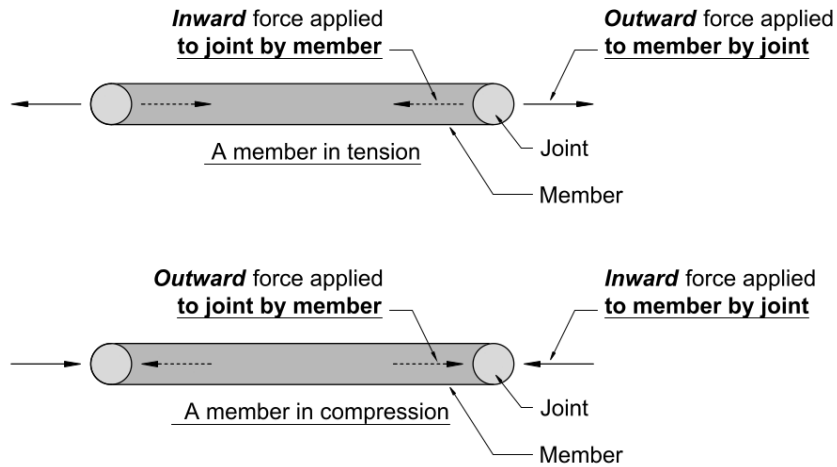 Inward force applied
to joint by member
Outward force applied
to member by joint
A member in tension
Joint
Member
Outward force applied
to joint by member
Inward force applied
to member by joint
A member in compression
Joint
Member